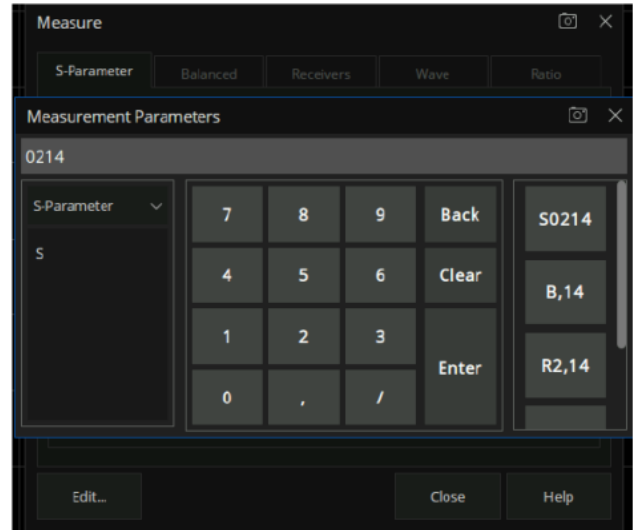 Measure
S-Parameter Balanced Receivers Wave Ratio
Measurement Parameters
0214
S-Parameter
S
7 8 9 Back
4 5 6 Clear
1 2 3
Enter
0 , /
S0214
B,14
R2,14
Edit...
Close
Help